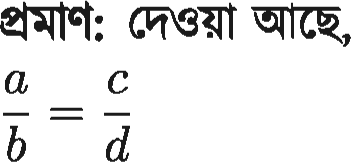 প্রমাণ: দেওয়া আছে,
a/b = c/d